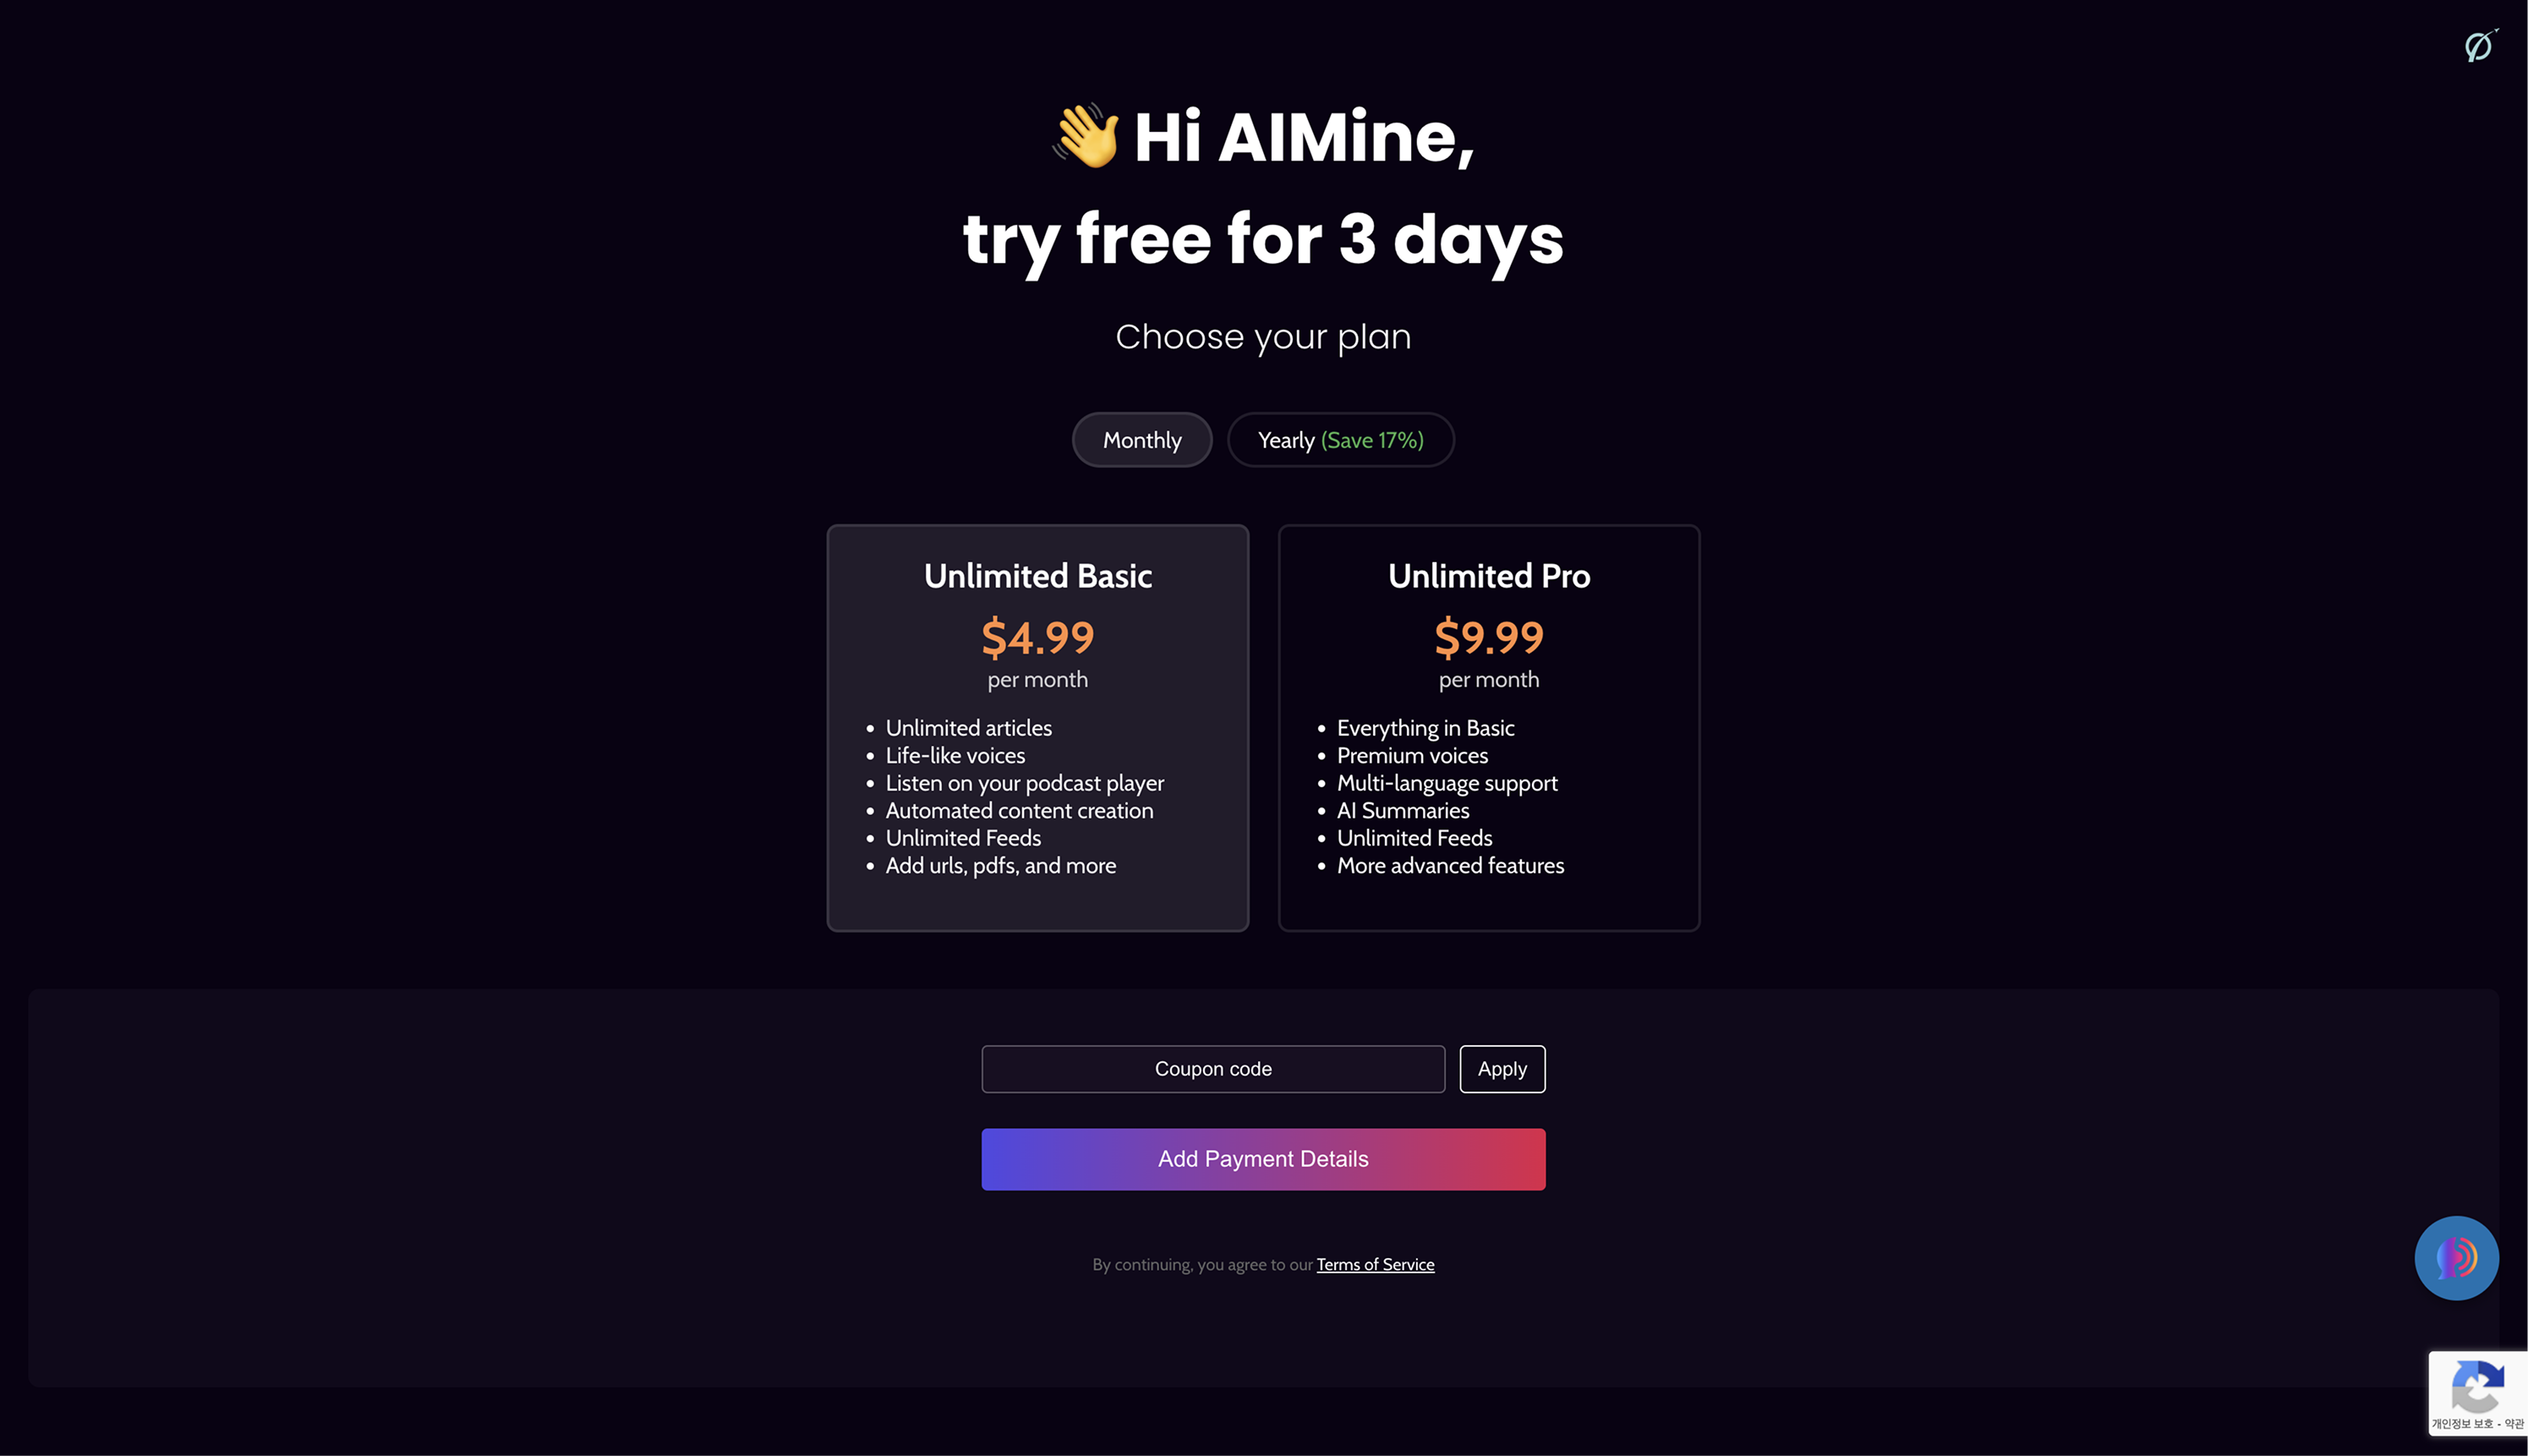 👋 Hi AIMine,
try free for 3 days
Choose your plan
Monthly
Yearly (Save 17%)
Unlimited Basic
$4.99
per month
• Unlimited articles
• Life-like voices
• Listen on your podcast player
• Automated content creation
• Unlimited Feeds
• Add urls, pdfs, and more
Unlimited Pro
$9.99
per month
• Everything in Basic
• Premium voices
• Multi-language support
• AI Summaries
• Unlimited Feeds
• More advanced features
Coupon code
Apply
Add Payment Details
By continuing, you agree to our Terms of Service
개인정보 보호 - 약관